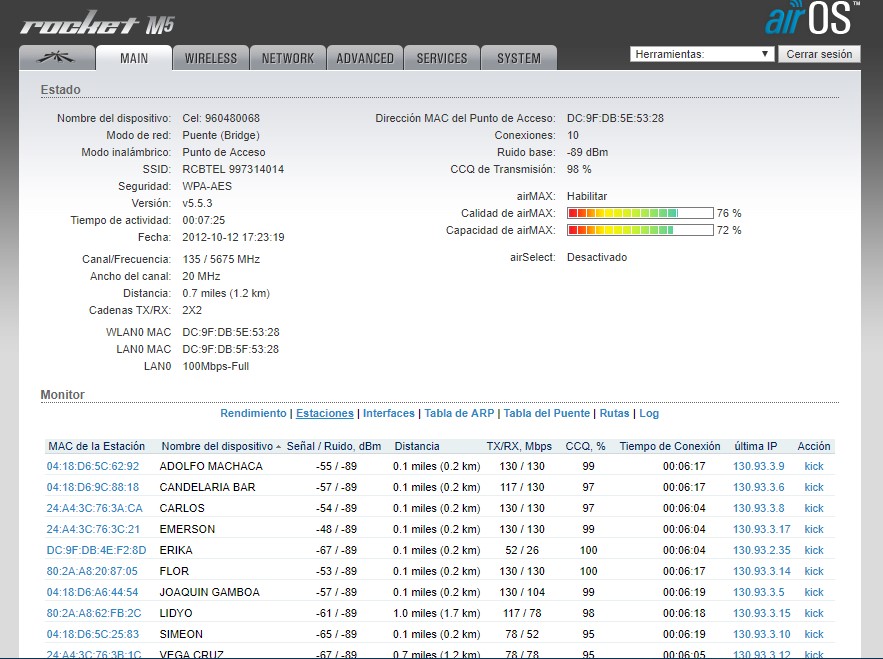 rocket M5
airOS™
MAIN WIRELESS NETWORK ADVANCED SERVICES SYSTEM Herramientas: Cerrar sesión
Estado
Nombre del dispositivo: Cel: 960480068
Modo de red: Puente (Bridge)
Modo inalámbrico: Punto de Acceso
SSID: RCBTEL 997314014
Seguridad: WPA-AES
Versión: v5.5.3
Tiempo de actividad: 00:07:25
Fecha: 2012-10-12 17:23:19
Canal/Frecuencia: 135 / 5675 MHz
Ancho del canal: 20 MHz
Distancia: 0.7 miles (1.2 km)
Cadenas TX/RX: 2X2
WLAN0 MAC DC:9F:DB:5E:53:28
LAN0 MAC DC:9F:DB:5F:53:28
LAN0 100Mbps-Full
Dirección MAC del Punto de Acceso: DC:9F:DB:5E:53:28
Conexiones: 10
Ruido base: -89 dBm
CCQ de Transmisión: 98 %
airMAX: Habilitar
Calidad de airMAX: 76 %
Capacidad de airMAX: 72 %
airSelect: Desactivado
Monitor
Rendimiento | Estaciones | Interfaces | Tabla de ARP | Tabla del Puente | Rutas | Log
MAC de la Estación Nombre del dispositivo Señal / Ruido, dBm Distancia TX/RX, Mbps CCQ, % Tiempo de Conexión última IP Acción
04:18:D6:5C:62:92 ADOLFO MACHACA -55 / -89 0.1 miles (0.2 km) 130 / 130 99 00:06:17 130.93.3.9 kick
04:18:D6:9C:88:18 CANDELARIA BAR -57 / -89 0.1 miles (0.2 km) 117 / 130 97 00:06:17 130.93.3.6 kick
24:A4:3C:76:3A:CA CARLOS -54 / -89 0.1 miles (0.2 km) 130 / 130 97 00:06:04 130.93.3.8 kick
24:A4:3C:76:3C:21 EMERSON -48 / -89 0.1 miles (0.2 km) 130 / 130 99 00:06:04 130.93.3.17 kick
DC:9F:DB:4E:F2:8D ERIKA -67 / -89 0.1 miles (0.2 km) 52 / 26 100 00:06:04 130.93.2.35 kick
80:2A:A8:20:87:05 FLOR -53 / -89 0.1 miles (0.2 km) 130 / 130 100 00:06:17 130.93.3.14 kick
04:18:D6:A6:44:54 JOAQUIN GAMBOA -57 / -89 0.1 miles (0.2 km) 130 / 104 99 00:06:19 130.93.3.5 kick
80:2A:A8:62:FB:2C LIDYO -61 / -89 1.0 miles (1.7 km) 117 / 78 98 00:06:18 130.93.3.15 kick
04:18:D6:5C:25:83 SIMEON -65 / -89 0.1 miles (0.2 km) 78 / 52 95 00:06:19 130.93.3.10 kick
24:A4:3C:76:3B:1C VEGA CRUZ -67 / -89 0.7 miles (1.2 km) 78 / 78 95 00:06:05 130.93.3.12 kick